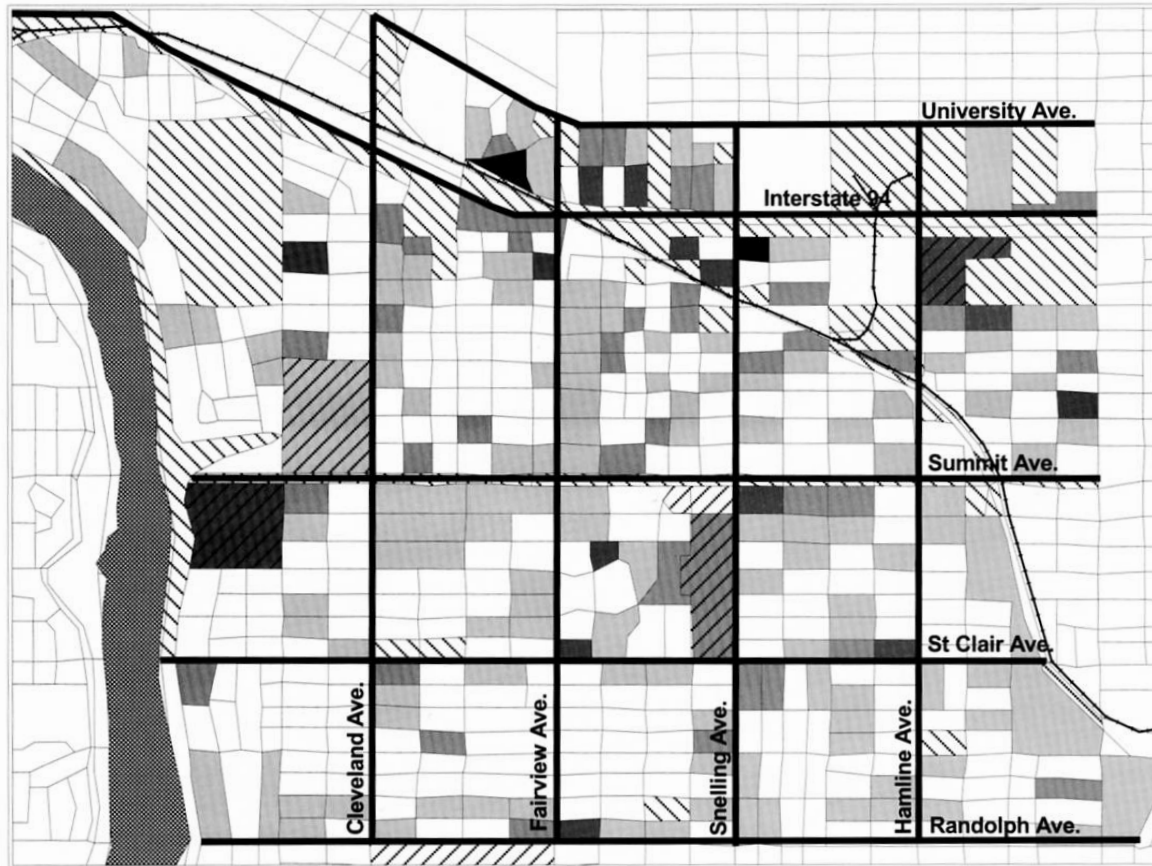 University Ave.
Interstate 94
Summit Ave.
St Clair Ave.
Cleveland Ave.
Fairview Ave.
Snelling Ave.
Hamline Ave.
Randolph Ave.